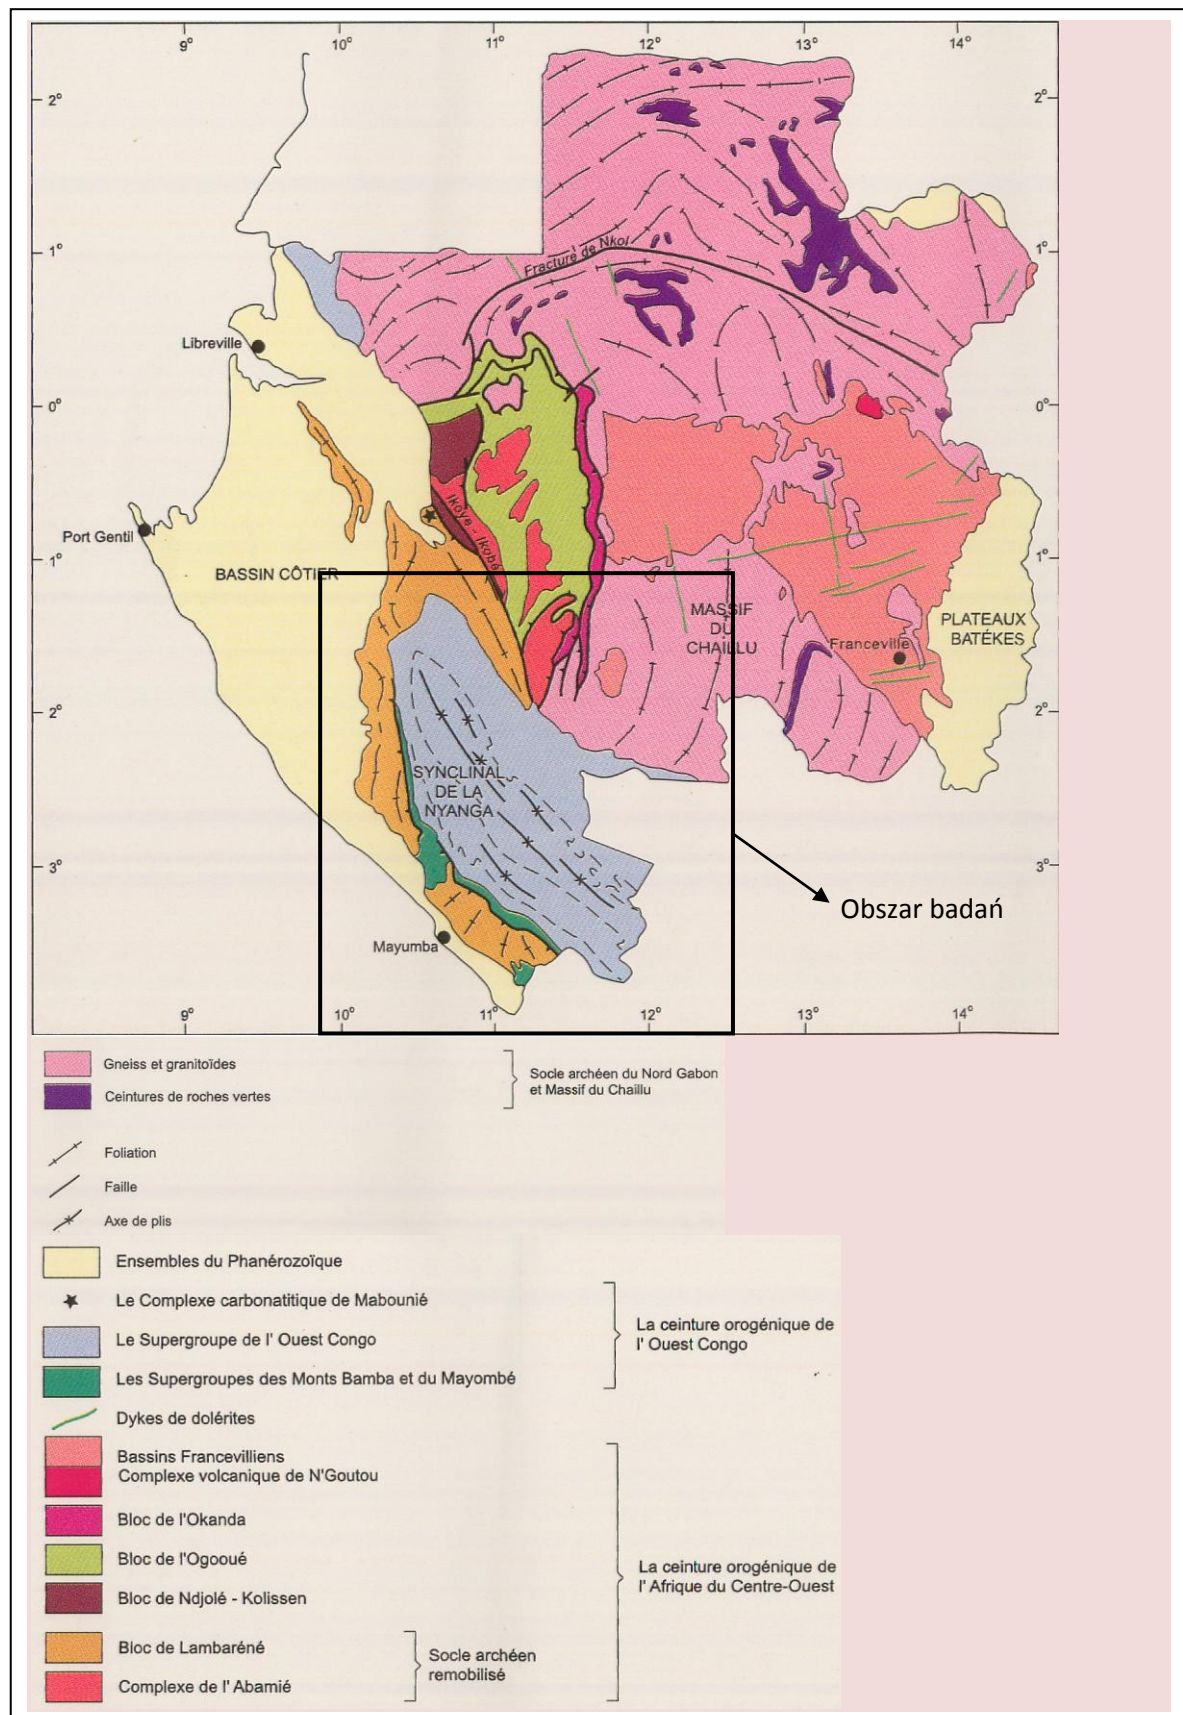 9° 10° 11° 12° 13° 14°
2° 2°
Fracture de Nkol
1° 1°
Libreville
0° 0°
Ikoye - Ikobé
Port Gentil
1° 1°
BASSIN CÔTIER
MASSIF
DU
CHAILLU
PLATEAUX
BATÉKES
Franceville
2° 2°
SYNCLINAL
DE LA
NYANGA
3° 3°
Obszar badań
Mayumba
9° 10° 11° 12° 13° 14°
Gneiss et granitoïdes
Ceintures de roches vertes
Socle archéen du Nord Gabon
et Massif du Chaillu
Foliation
Faille
Axe de plis
Ensembles du Phanérozoïque
Le Complexe carbonatitique de Mabounié
Le Supergroupe de l' Ouest Congo
Les Supergroupes des Monts Bamba et du Mayombé
La ceinture orogénique de
l' Ouest Congo
Dykes de dolérites
Bassins Francevilliens
Complexe volcanique de N'Goutou
Bloc de l'Okanda
Bloc de l'Ogooué
Bloc de Ndjolé - Kolissen
La ceinture orogénique de
l' Afrique du Centre-Ouest
Bloc de Lambaréné
Complexe de l' Abamié
Socle archéen
remobilisé